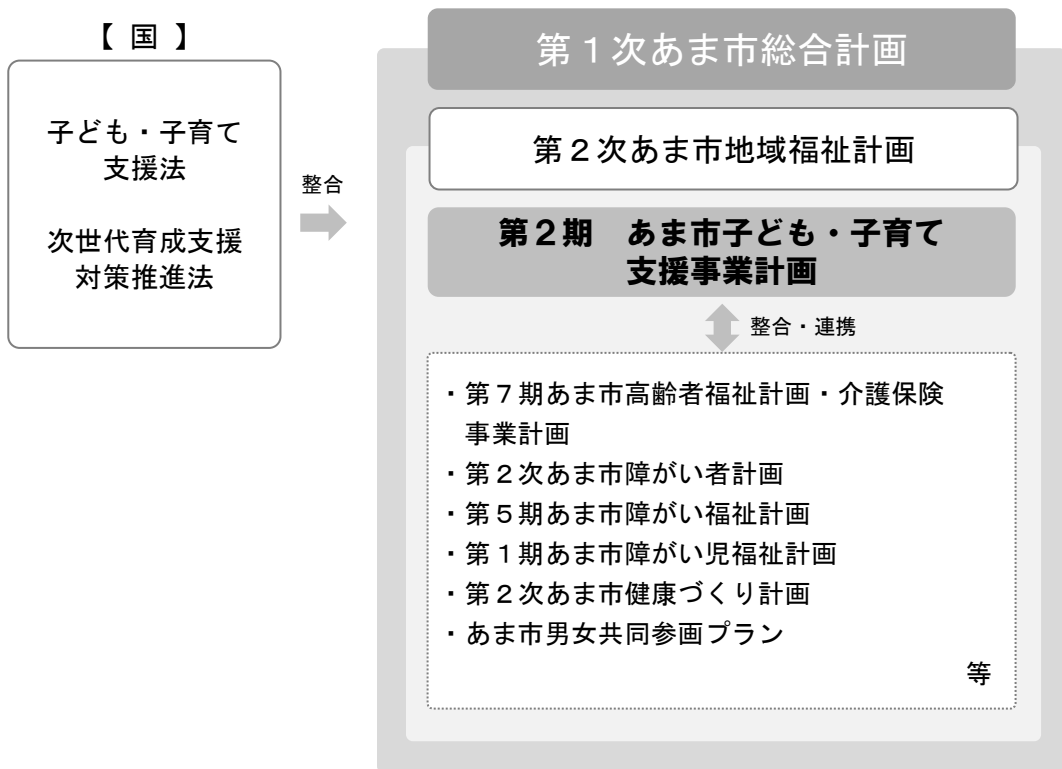 【 国 】
子ども・子育て
支援法
次世代育成支援
対策推進法
整合
第１次あま市総合計画
第２次あま市地域福祉計画
第２期　あま市子ども・子育て
支援事業計画
整合・連携
・第７期あま市高齢者福祉計画・介護保険
事業計画
・第２次あま市障がい者計画
・第５期あま市障がい福祉計画
・第１期あま市障がい児福祉計画
・第２次あま市健康づくり計画
・あま市男女共同参画プラン
等